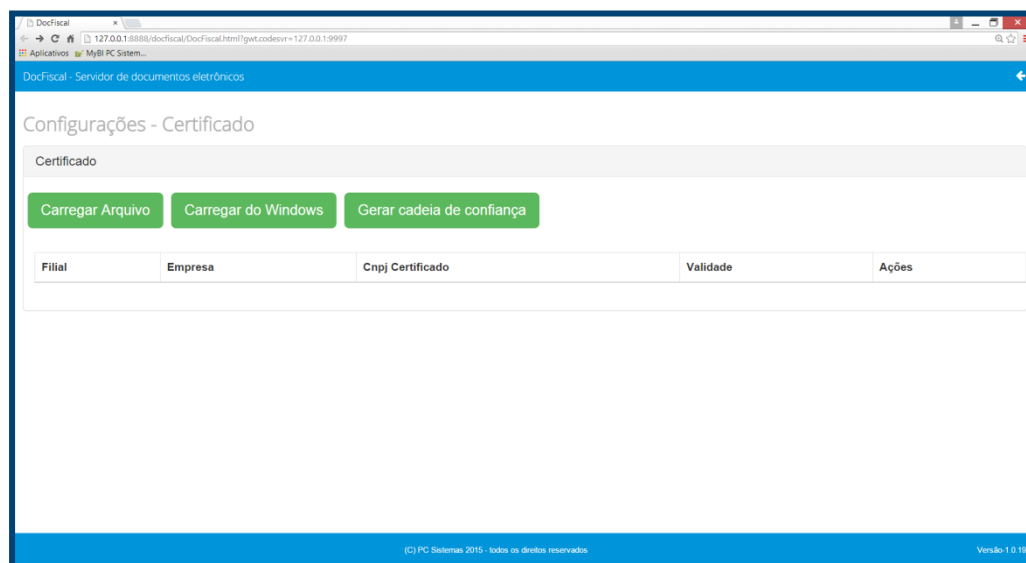 DocFiscal
127.0.0.1:8888/docfiscal/DocFiscal.html?gwt.codesvr=127.0.0.1:9997
Aplicativos MyBI PC Sistem...
DocFiscal - Servidor de documentos eletrônicos
Configurações - Certificado
Certificado
Carregar Arquivo Carregar do Windows Gerar cadeia de confiança
Filial Empresa Cnpj Certificado Validade Ações
(C) PC Sistemas 2015 - todos os direitos reservados Versão-1.0.19